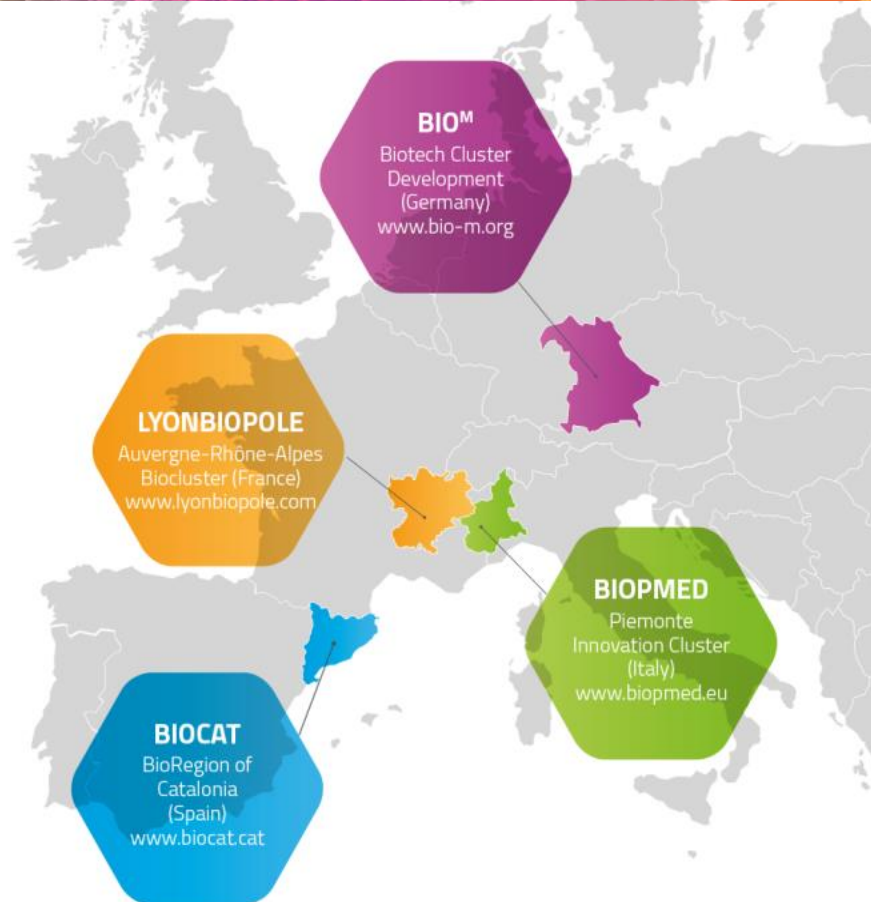 BIOᴹ
Biotech Cluster
Development
(Germany)
www.bio-m.org
LYONBIOPOLE
Auvergne-Rhône-Alpes
Biocluster (France)
www.lyonbiopole.com
BIOPMED
Piemonte
Innovation Cluster
(Italy)
www.biopmed.eu
BIOCAT
BioRegion of
Catalonia
(Spain)
www.biocat.cat